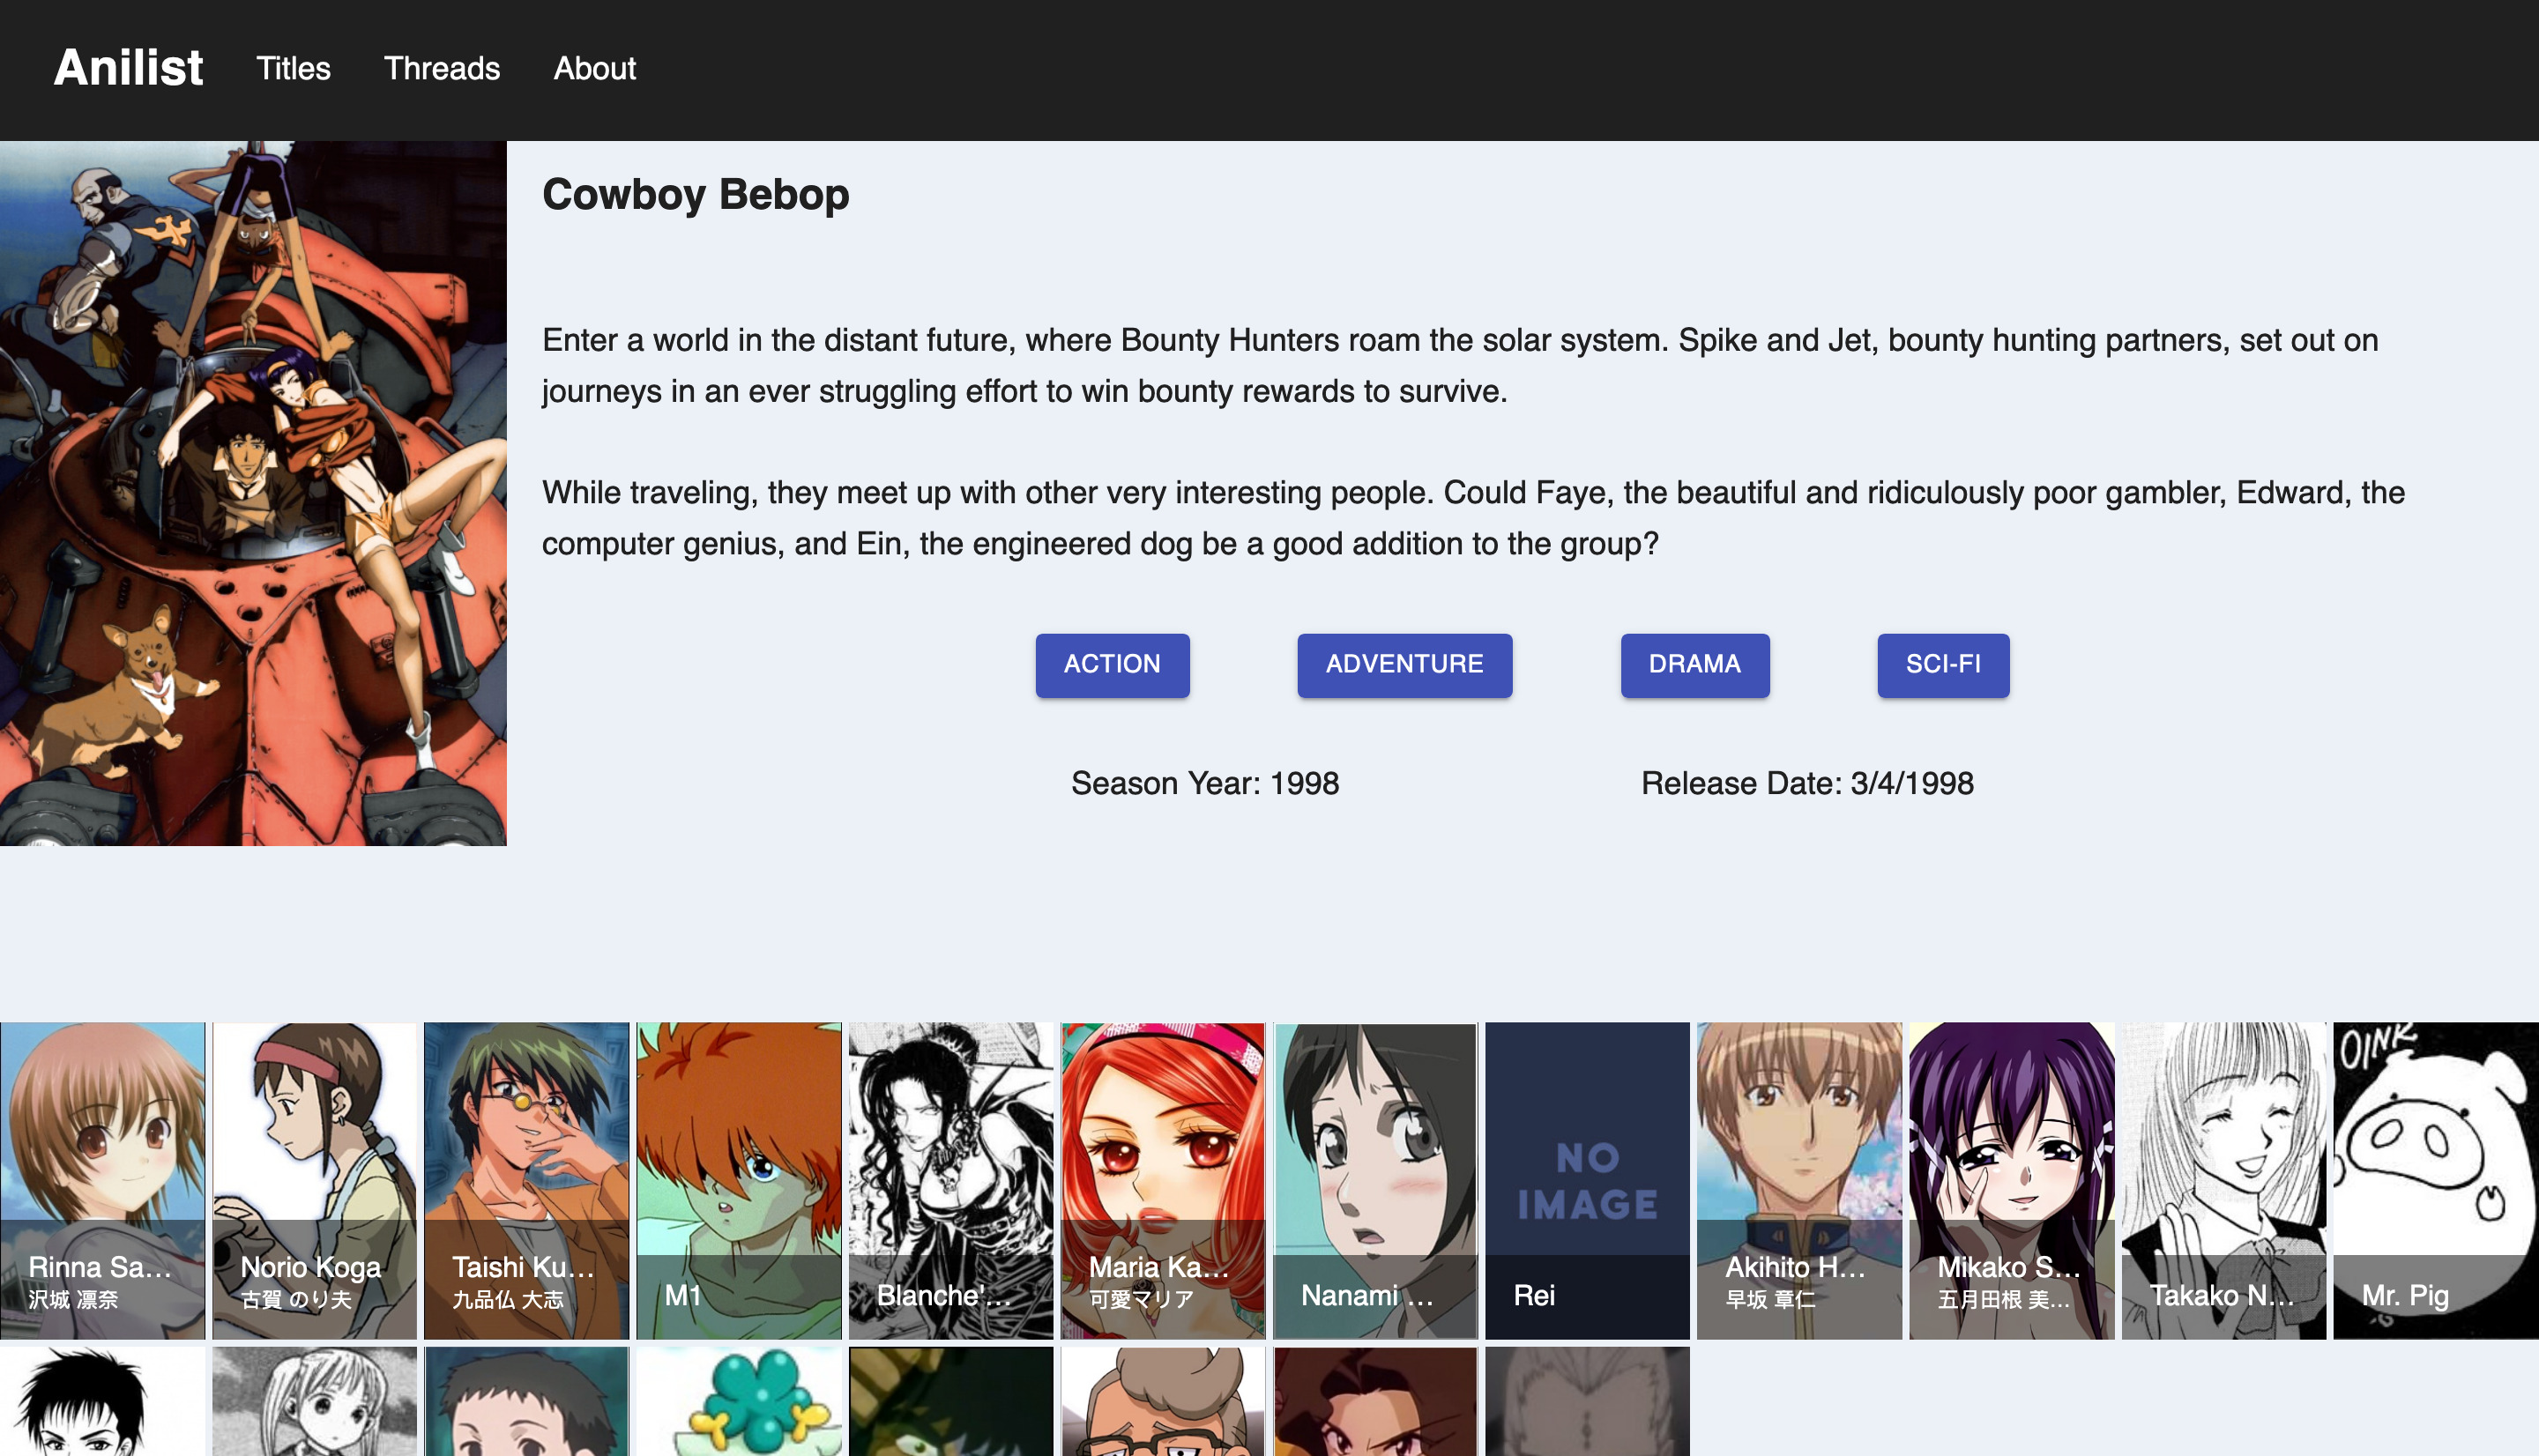 Anilist Titles Threads About
Cowboy Bebop
Enter a world in the distant future, where Bounty Hunters roam the solar system. Spike and Jet, bounty hunting partners, set out on
journeys in an ever struggling effort to win bounty rewards to survive.
While traveling, they meet up with other very interesting people. Could Faye, the beautiful and ridiculously poor gambler, Edward, the
computer genius, and Ein, the engineered dog be a good addition to the group?
ACTION ADVENTURE DRAMA SCI-FI
Season Year: 1998 Release Date: 3/4/1998
Rinna Sa...
沢城 凛奈
Norio Koga
古賀 のり夫
Taishi Ku...
九品仏 大志
M1
Blanche'...
Maria Ka...
可愛マリア
Nanami ...
NO
IMAGE
Rei
Akihito H...
早坂 章仁
Mikako S...
五月田根 美...
Takako N...
OINK
Mr. Pig